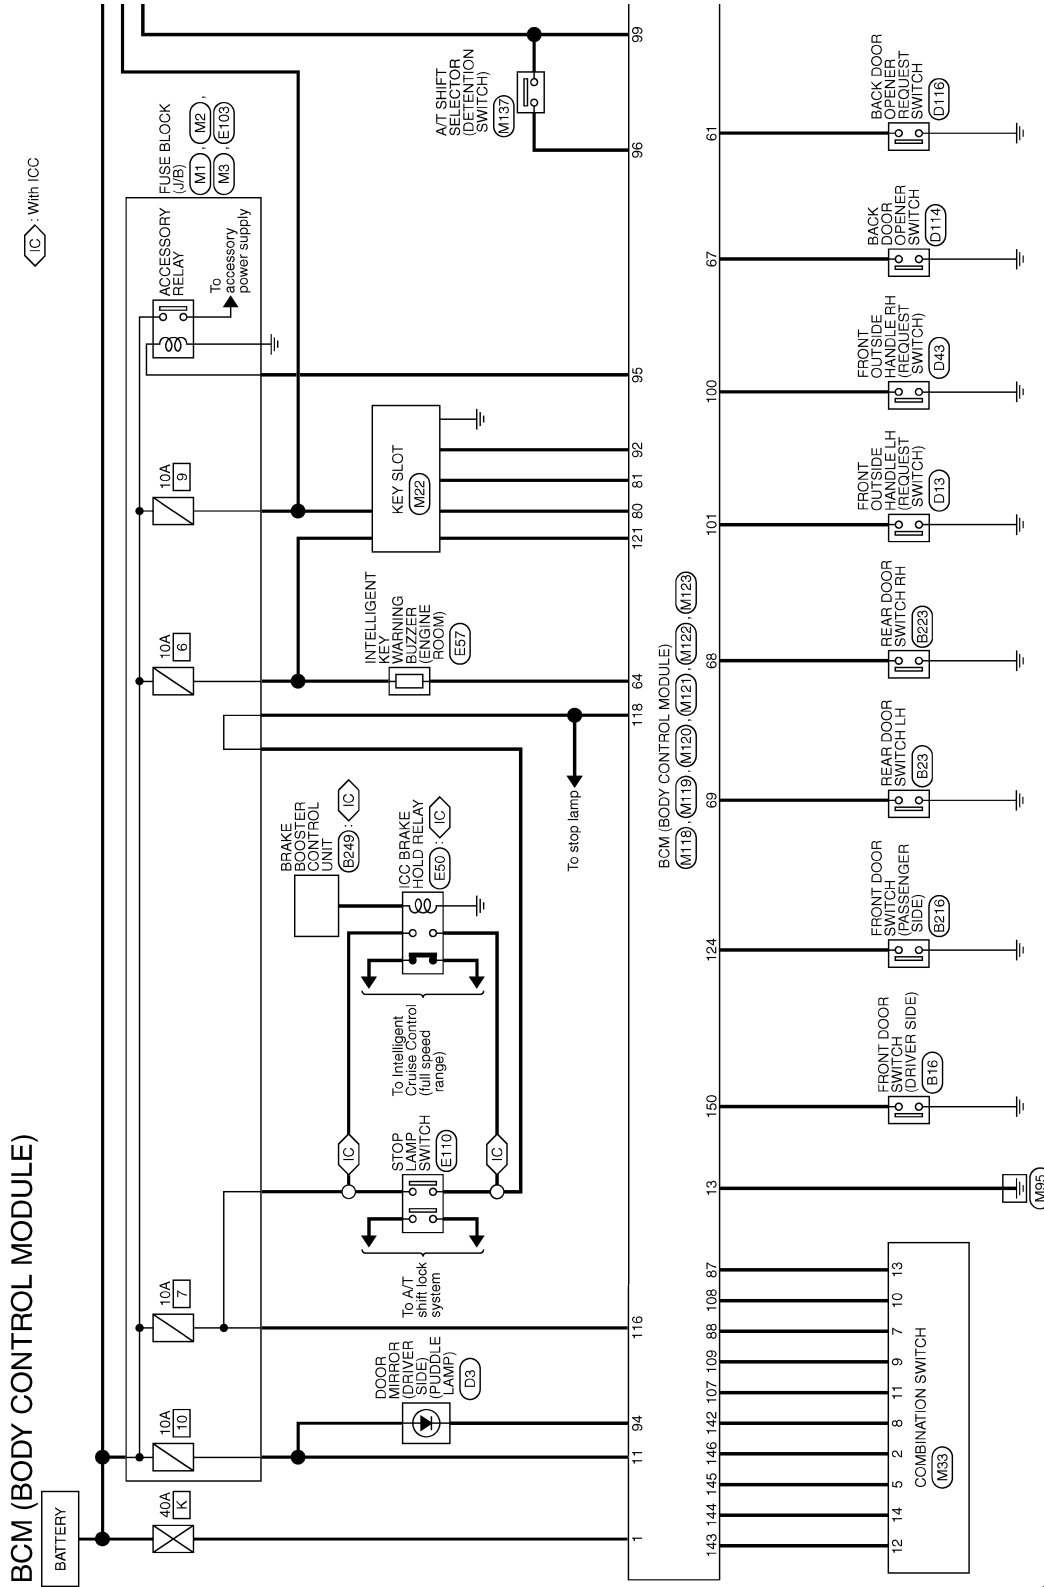 BCM (BODY CONTROL MODULE)
IC : With ICC
BATTERY
40A
K
10A
10
10A
7
10A
6
10A
9
ACCESSORY
RELAY
To
accessory
power supply
FUSE BLOCK
(J/B)
M1 , M2 ,
M3 , E103
DOOR
MIRROR
(DRIVER
SIDE)
(PUDDLE
LAMP)
D3
To A/T
shift lock
system
STOP
LAMP
SWITCH
E110
IC
IC
To Intelligent
Cruise Control
(full speed
range)
BRAKE
BOOSTER
CONTROL
UNIT
B249 : IC
ICC BRAKE
HOLD RELAY
E50 : IC
To stop lamp
INTELLIGENT
KEY
WARNING
BUZZER
(ENGINE
ROOM)
E57
KEY SLOT
M22
A/T SHIFT
SELECTOR
(DETENTION
SWITCH)
M137
1
11
94
116
118
64
121
80
81
92
95
96
99
BCM (BODY CONTROL MODULE)
M118 , M119 , M120 , M121 , M122 , M123
143
144
145
146
142
107
109
88
108
87
13
150
124
69
68
101
100
67
61
12
14
5
2
8
11
9
7
10
13
COMBINATION SWITCH
M33
M95
FRONT DOOR
SWITCH
(DRIVER SIDE)
B16
FRONT DOOR
SWITCH
(PASSENGER
SIDE)
B216
REAR DOOR
SWITCH LH
B23
REAR DOOR
SWITCH RH
B223
FRONT
OUTSIDE
HANDLE LH
(REQUEST
SWITCH)
D13
FRONT
OUTSIDE
HANDLE RH
(REQUEST
SWITCH)
D43
BACK
DOOR
OPENER
SWITCH
D114
BACK DOOR
OPENER
REQUEST
SWITCH
D116